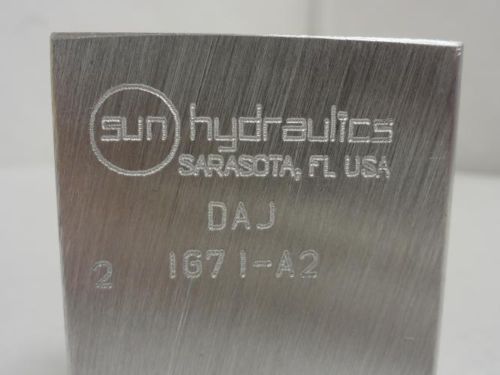 sun hydraulics
SARASOTA, FL USA
DAJ
2 1G71-A2